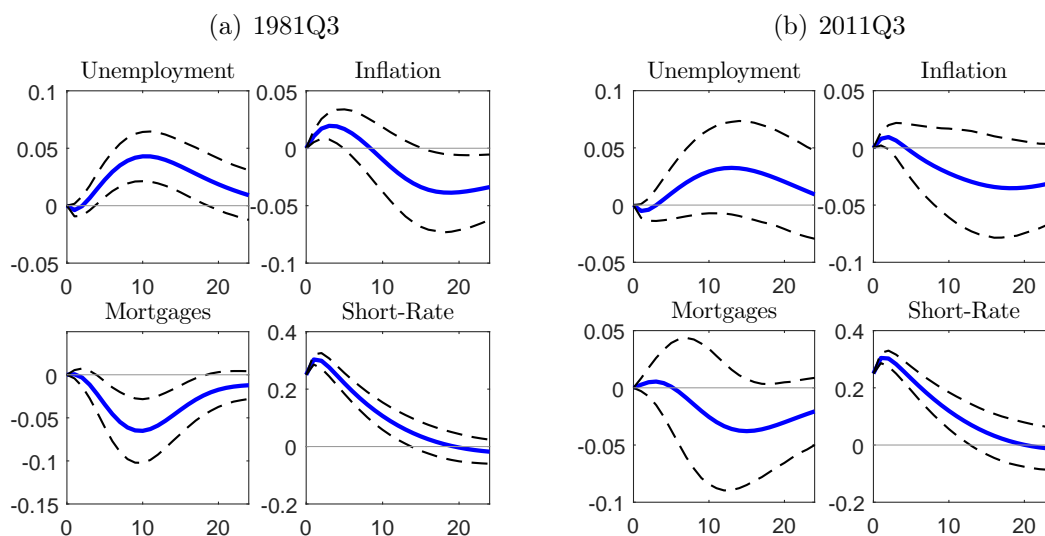 (a) 1981Q3
Unemployment
0.1
0.05
0
-0.05
0 10 20
Inflation
0.05
0
-0.05
-0.1
0 10 20
Mortgages
0
-0.05
-0.1
-0.15
0 10 20
Short-Rate
0.4
0.2
0
-0.2
0 10 20
(b) 2011Q3
Unemployment
0.1
0.05
0
-0.05
0 10 20
Inflation
0.05
0
-0.05
-0.1
0 10 20
Mortgages
0.05
0
-0.05
-0.1
0 10 20
Short-Rate
0.4
0.2
0
-0.2
0 10 20